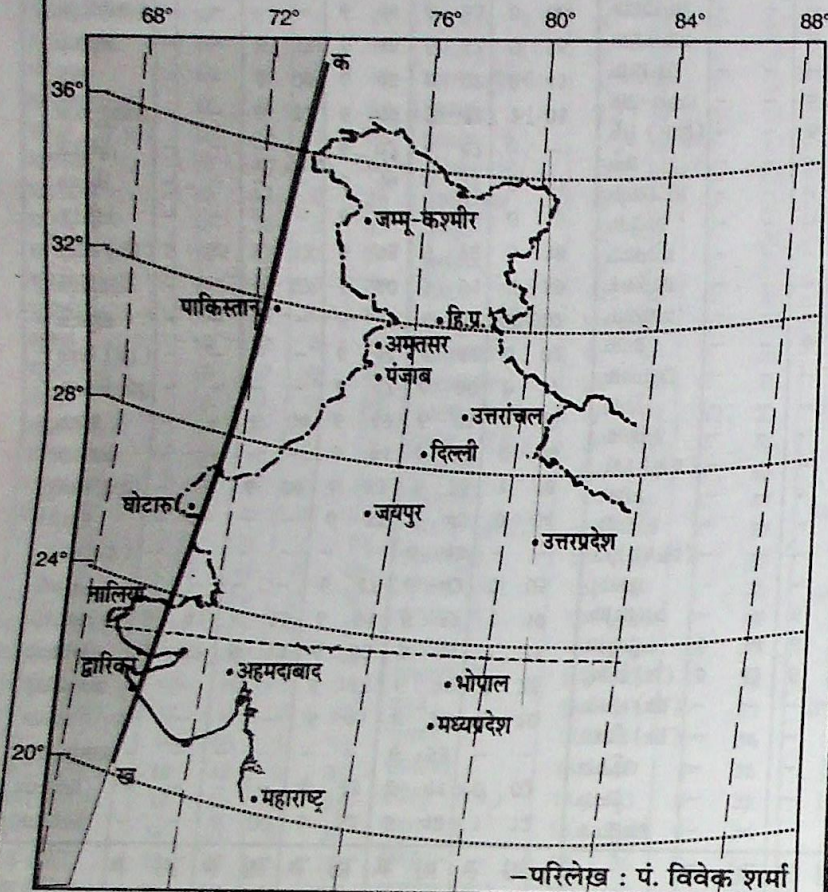 68° 72° 76° 80° 84° 88°
क
36°
जम्मू-कश्मीर
32°
पाकिस्तान
हि.प्र.
अमृतसर
पंजाब
28°
उत्तरांचल
दिल्ली
घोटारु
जयपुर
उत्तरप्रदेश
24°
नालिया
द्वारिका
अहमदाबाद
भोपाल
मध्यप्रदेश
20°
ख
महाराष्ट्र
–परिलेख : पं. विवेक शर्मा